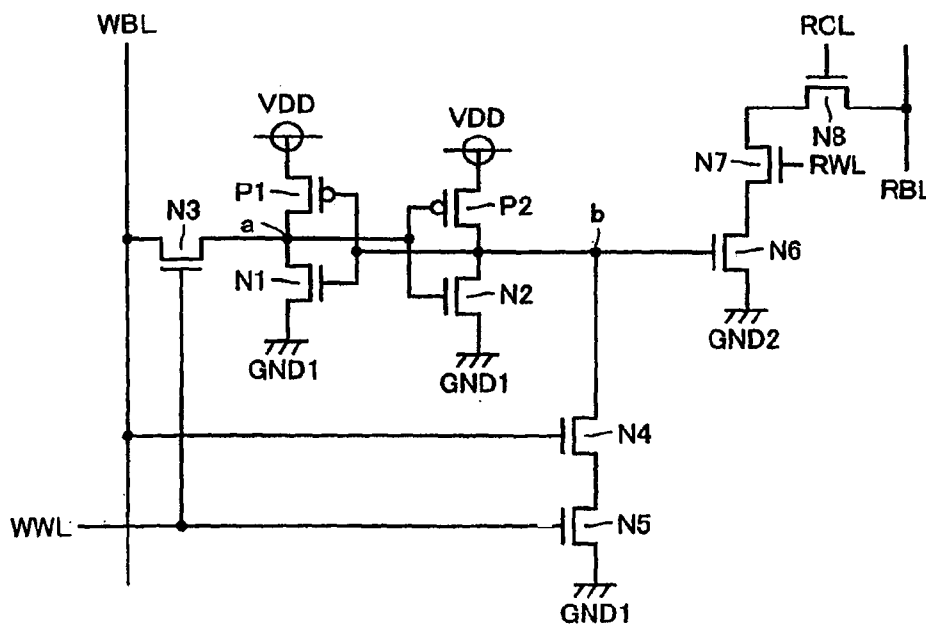 WBL
RCL
VDD
VDD
N8
N7
RWL
P1
P2
RBL
N3
a
b
N6
N1
N2
GND2
GND1
GND1
N4
WWL
N5
GND1